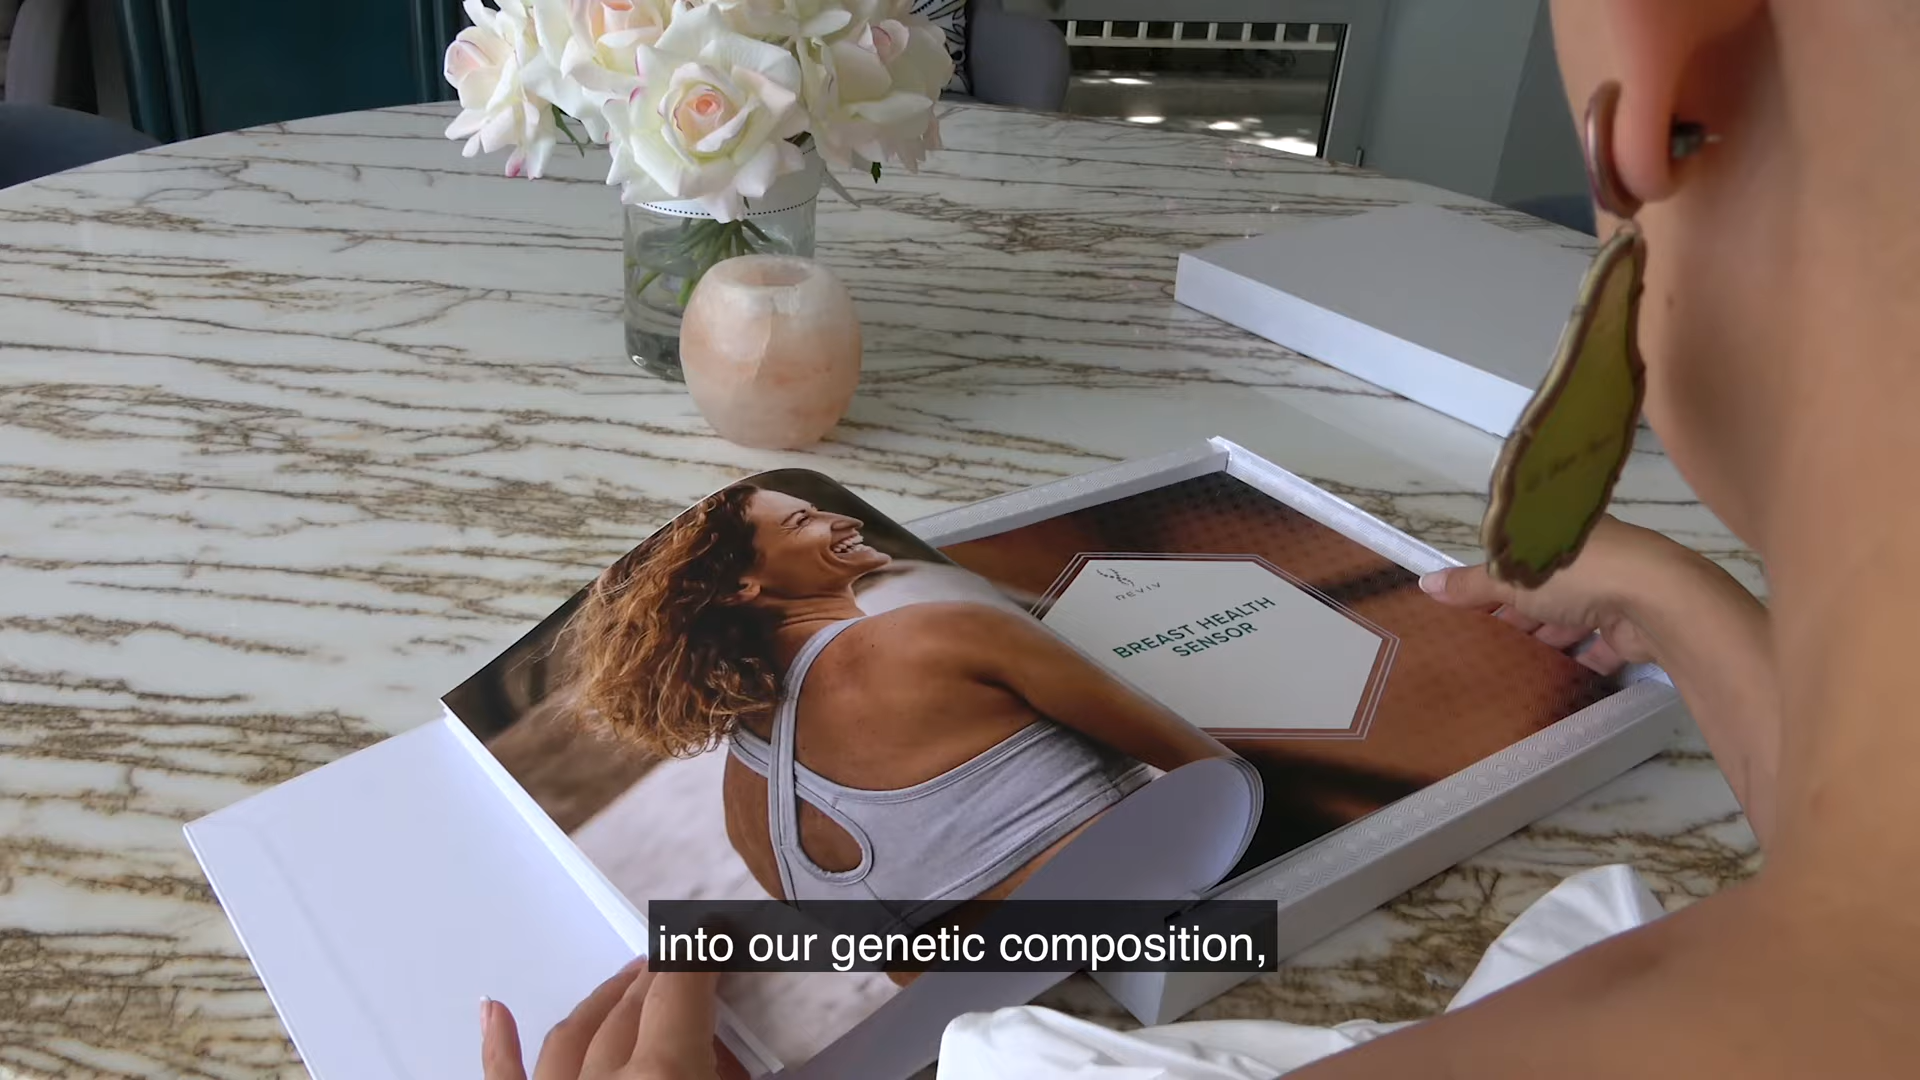 REVIV
BREAST HEALTH
SENSOR
into our genetic composition,